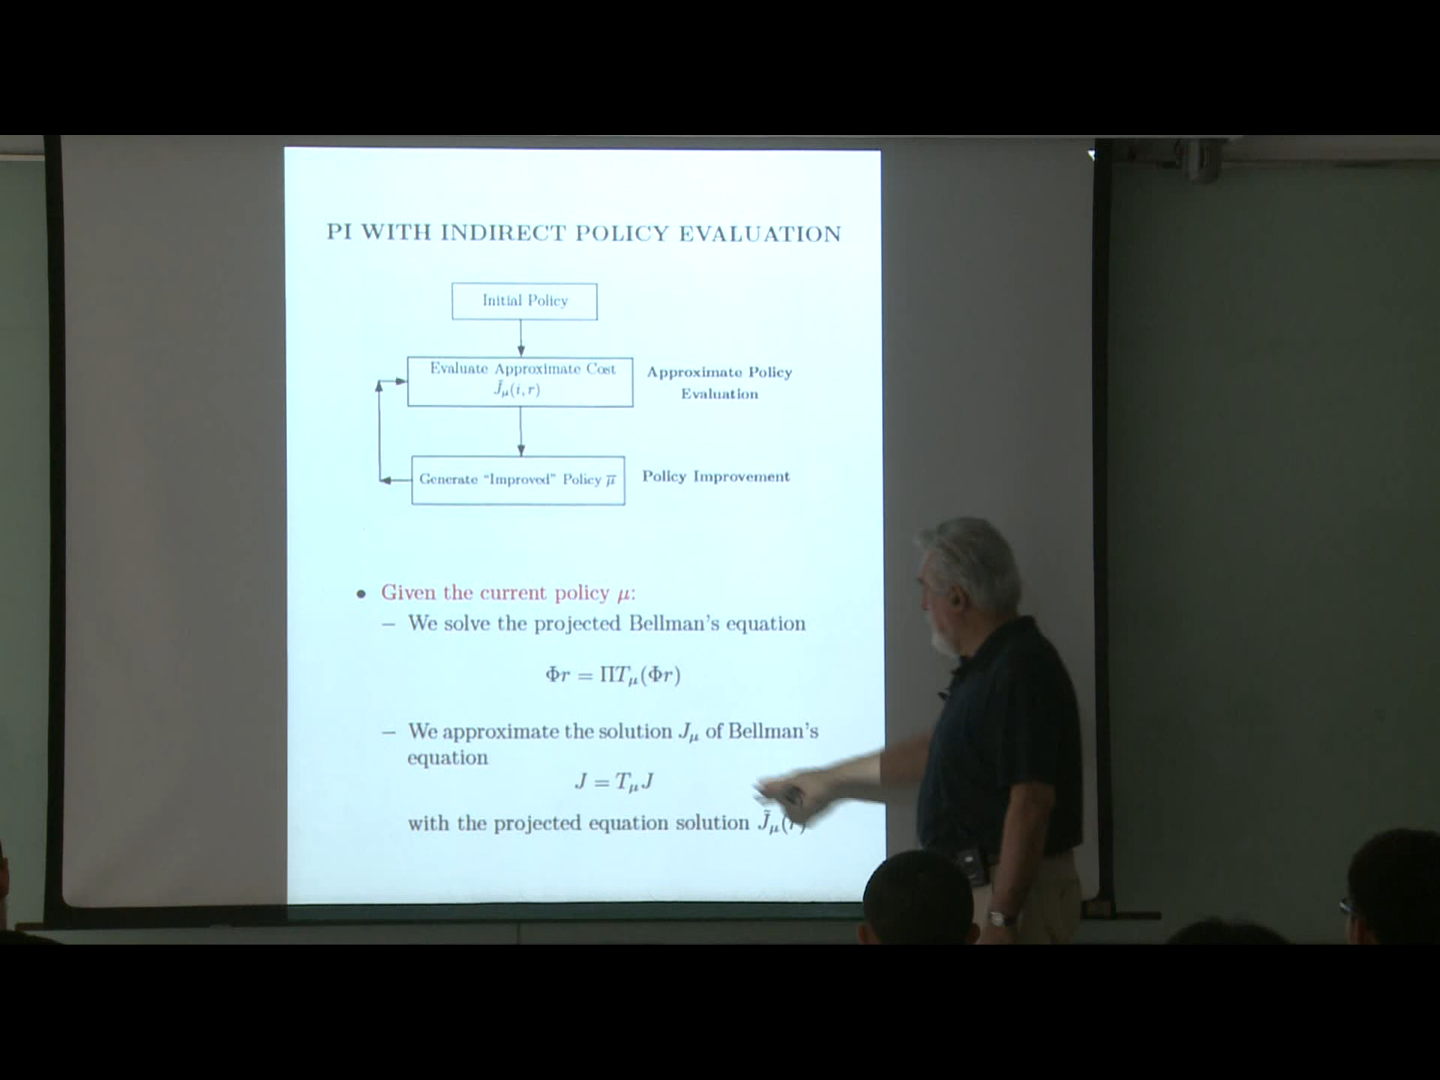 PI WITH INDIRECT POLICY EVALUATION
Initial Policy
Evaluate Approximate Cost
J̃μ(i, r)
Approximate Policy
Evaluation
Generate “Improved” Policy μ̄
Policy Improvement
• Given the current policy μ:
– We solve the projected Bellman’s equation
Φr = ΠTμ(Φr)
– We approximate the solution Jμ of Bellman’s
equation
J = TμJ
with the projected equation solution J̃μ(